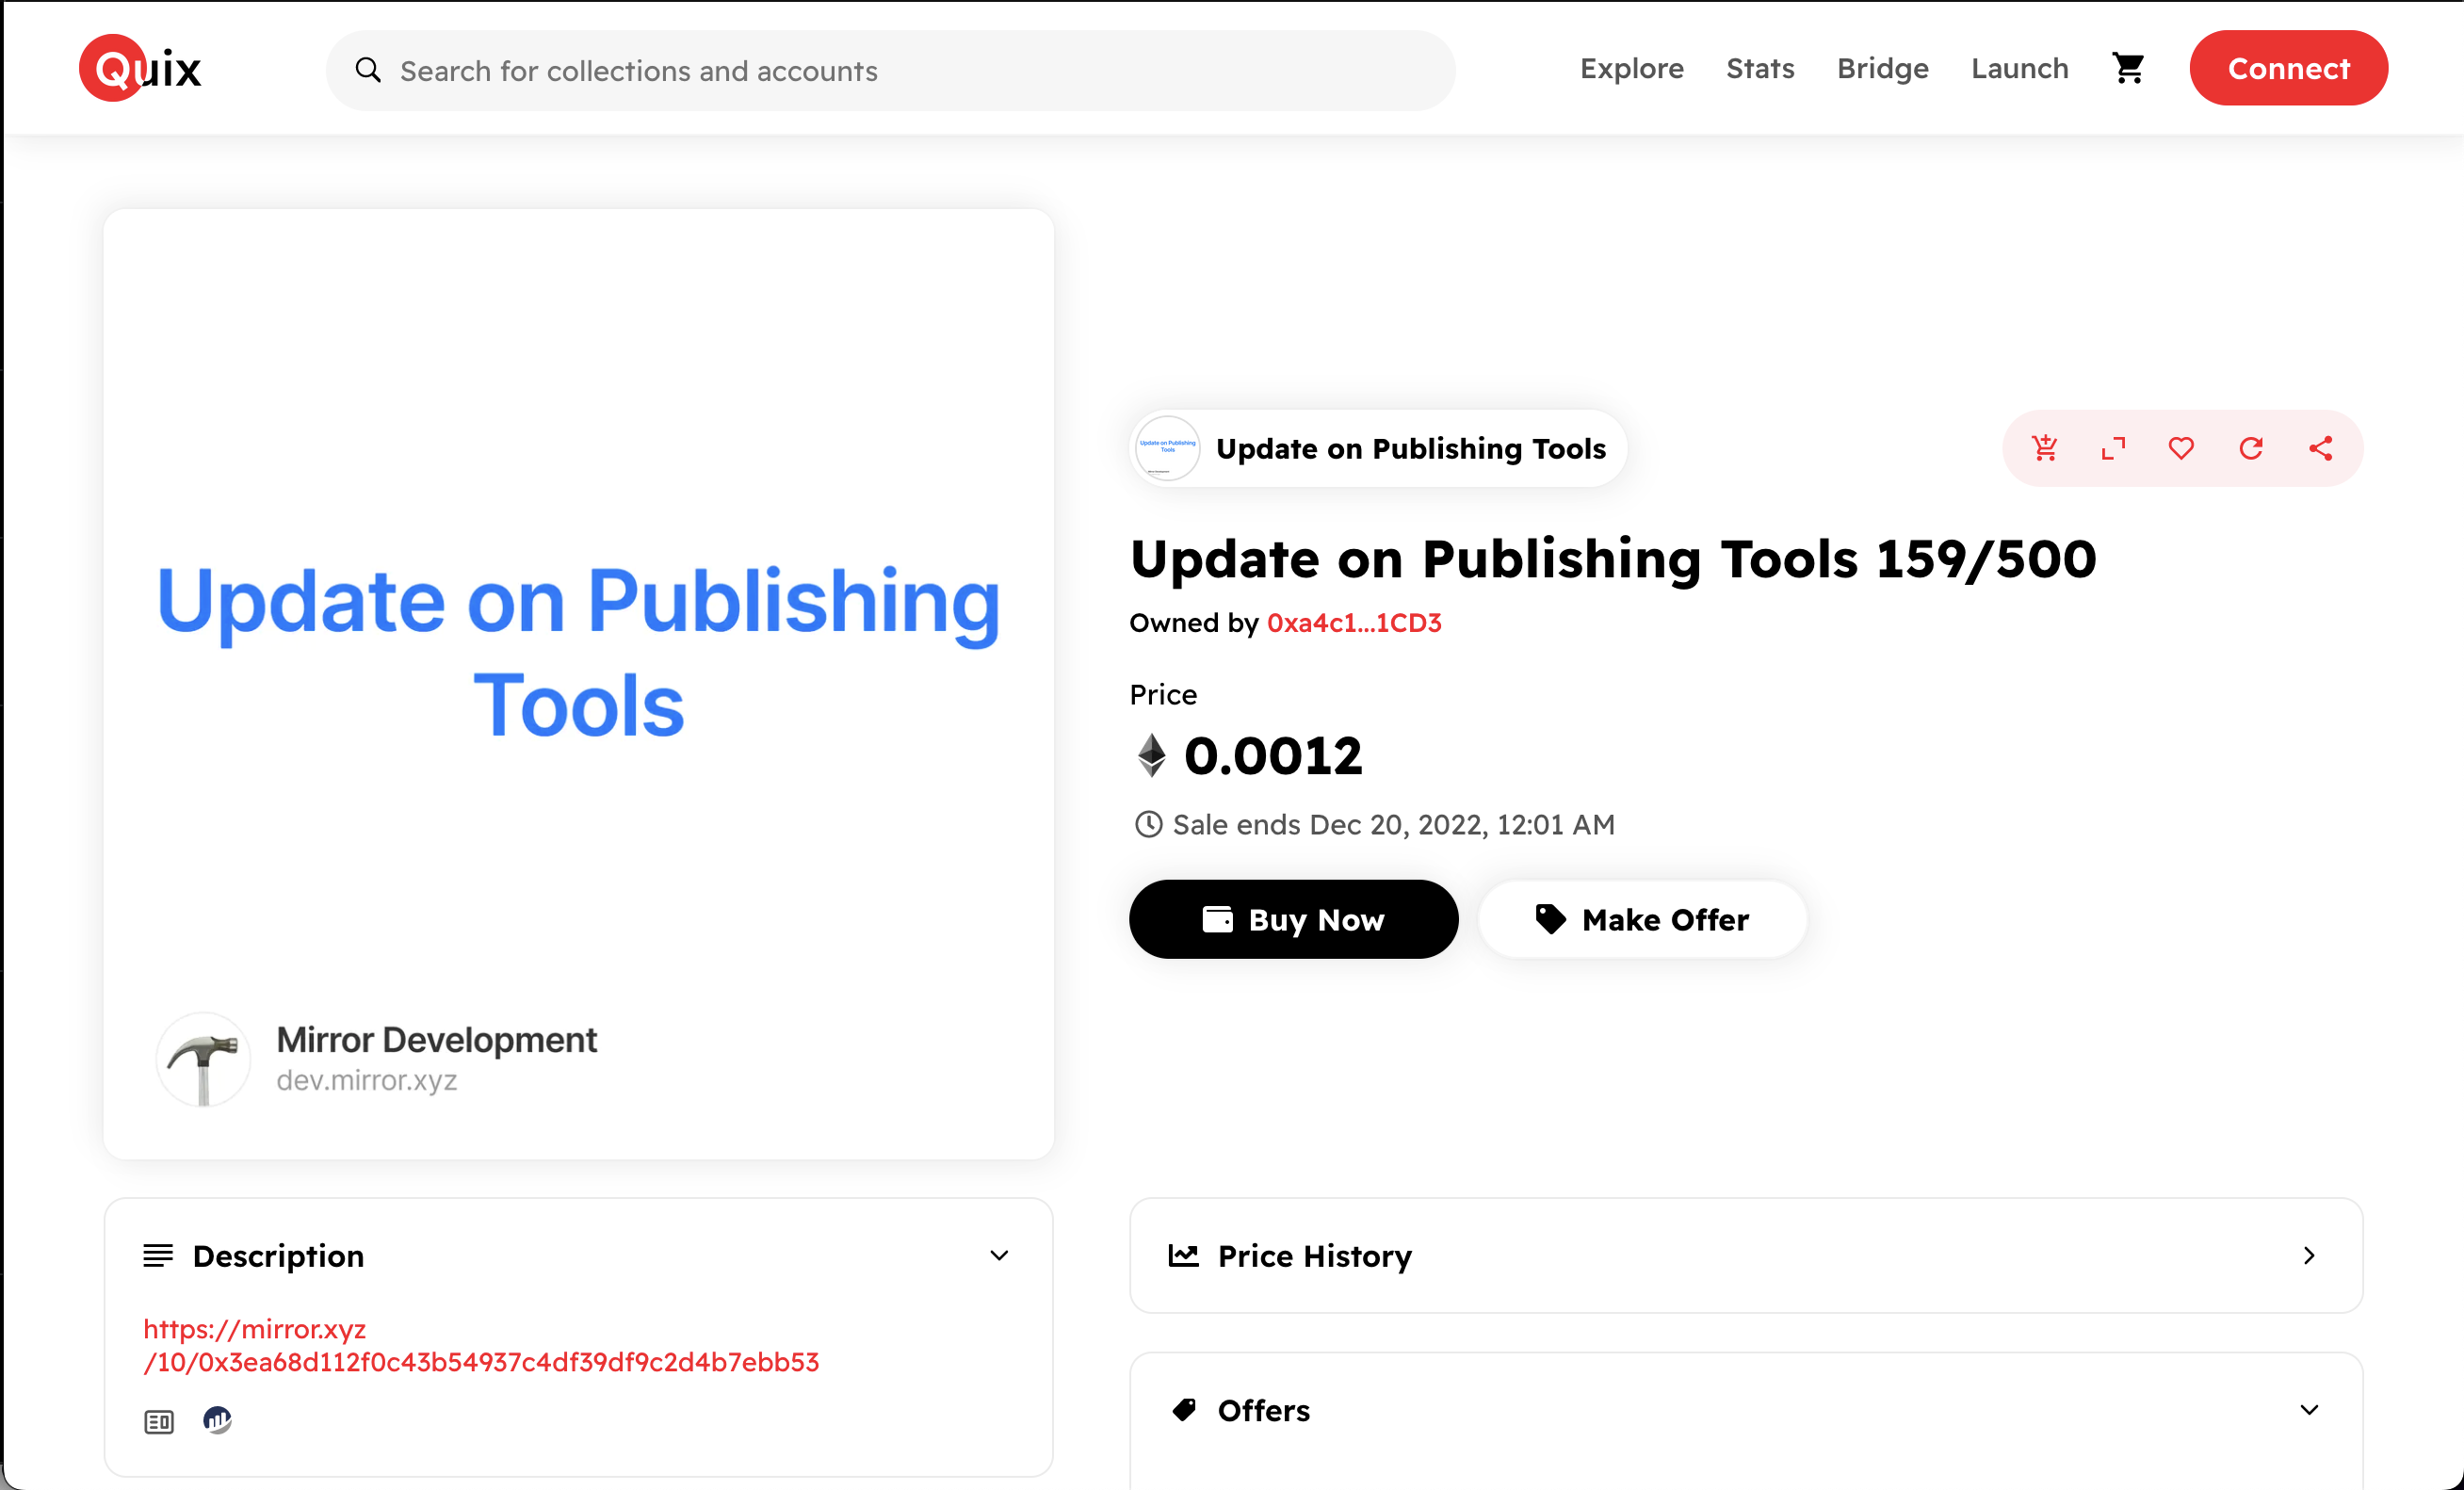 Quix
Search for collections and accounts
Explore
Stats
Bridge
Launch
Connect
Update on Publishing
Tools
Mirror Development
dev.mirror.xyz
Update on Publishing Tools
Update on Publishing Tools 159/500
Owned by 0xa4c1...1CD3
Price
0.0012
Sale ends Dec 20, 2022, 12:01 AM
Buy Now
Make Offer
Description
https://mirror.xyz
/10/0x3ea68d112f0c43b54937c4df39df9c2d4b7ebb53
Price History
Offers